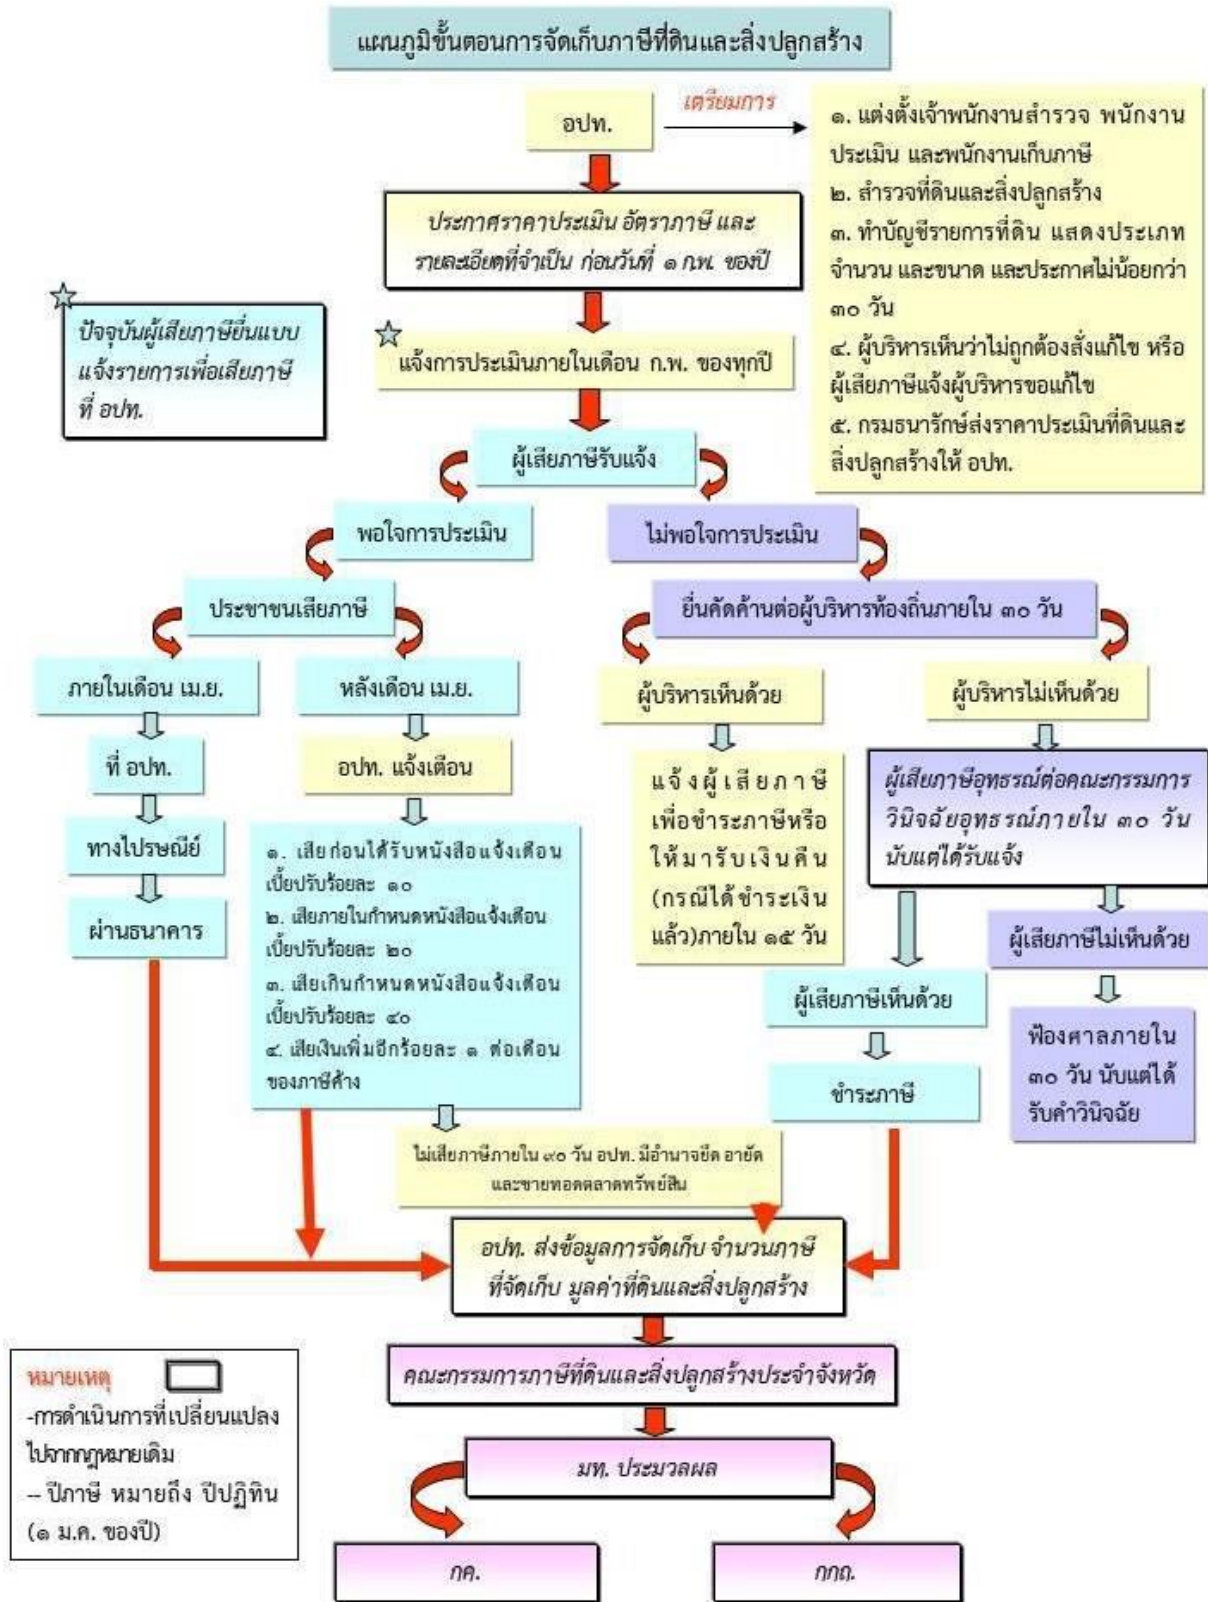 แผนภูมิขั้นตอนการจัดเก็บภาษีที่ดินและสิ่งปลูกสร้าง
อปท.
เตรียมการ
๑. แต่งตั้งเจ้าพนักงานสำรวจ พนักงาน
ประเมิน และพนักงานเก็บภาษี
๒. สำรวจที่ดินและสิ่งปลูกสร้าง
๓. ทำบัญชีรายการที่ดิน แสดงประเภท
จำนวน และขนาด และประกาศไม่น้อยกว่า
๓๐ วัน
๔. ผู้บริหารเห็นว่าไม่ถูกต้องสั่งแก้ไข หรือ
ผู้เสียภาษีแจ้งผู้บริหารขอแก้ไข
๕. กรมธนารักษ์ส่งราคาประเมินที่ดินและ
สิ่งปลูกสร้างให้ อปท.
ประกาศราคาประเมิน อัตราภาษี และ
รายละเอียดที่จำเป็น ก่อนวันที่ ๑ ก.พ. ของปี
ปัจจุบันผู้เสียภาษียื่นแบบ
แจ้งรายการเพื่อเสียภาษี
ที่ อปท.
แจ้งการประเมินภายในเดือน ก.พ. ของทุกปี
ผู้เสียภาษีรับแจ้ง
พอใจการประเมิน
ไม่พอใจการประเมิน
ประชาชนเสียภาษี
ยื่นคัดค้านต่อผู้บริหารท้องถิ่นภายใน ๓๐ วัน
ภายในเดือน เม.ย.
หลังเดือน เม.ย.
ผู้บริหารเห็นด้วย
ผู้บริหารไม่เห็นด้วย
ที่ อปท.
ทางไปรษณีย์
ผ่านธนาคาร
อปท. แจ้งเตือน
๑. เสียก่อนได้รับหนังสือแจ้งเตือน
เบี้ยปรับร้อยละ ๑๐
๒. เสียภายในกำหนดหนังสือแจ้งเตือน
เบี้ยปรับร้อยละ ๒๐
๓. เสียเกินกำหนดหนังสือแจ้งเตือน
เบี้ยปรับร้อยละ ๔๐
๔. เสียเงินเพิ่มอีกร้อยละ ๑ ต่อเดือน
ของภาษีค้าง
แจ้งผู้เสียภาษี
เพื่อชำระภาษีหรือ
ให้มารับเงินคืน
(กรณีได้ชำระเงิน
แล้ว)ภายใน ๑๕ วัน
ผู้เสียภาษีอุทธรณ์ต่อคณะกรรมการ
วินิจฉัยอุทธรณ์ภายใน ๓๐ วัน
นับแต่ได้รับแจ้ง
ผู้เสียภาษีไม่เห็นด้วย
ผู้เสียภาษีเห็นด้วย
ฟ้องศาลภายใน
๓๐ วัน นับแต่ได้
รับคำวินิจฉัย
ชำระภาษี
ไม่เสียภาษีภายใน ๙๐ วัน อปท. มีอำนาจยึด อายัด
และขายทอดตลาดทรัพย์สิน
อปท. ส่งข้อมูลการจัดเก็บ จำนวนภาษี
ที่จัดเก็บ มูลค่าที่ดินและสิ่งปลูกสร้าง
คณะกรรมการภาษีที่ดินและสิ่งปลูกสร้างประจำจังหวัด
มท. ประมวลผล
กค.
กกถ.
หมายเหตุ
-การดำเนินการที่เปลี่ยนแปลง
ไปจากกฎหมายเดิม
-- ปีภาษี หมายถึง ปีปฏิทิน
(๑ ม.ค. ของปี)